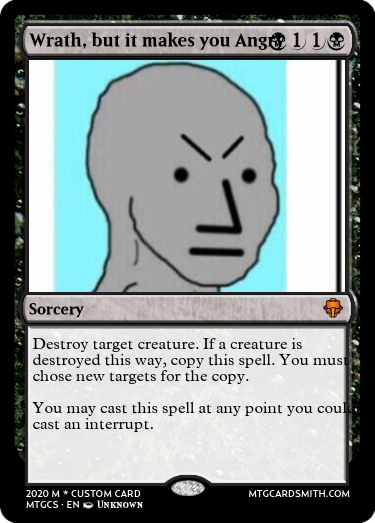 Wrath, but it makes you Angry 1 1
Sorcery
Destroy target creature. If a creature is
destroyed this way, copy this spell. You must
chose new targets for the copy.
You may cast this spell at any point you could
cast an interrupt.
2020 M * CUSTOM CARD
MTGCARDSMITH.COM
MTGCS · EN Unknown